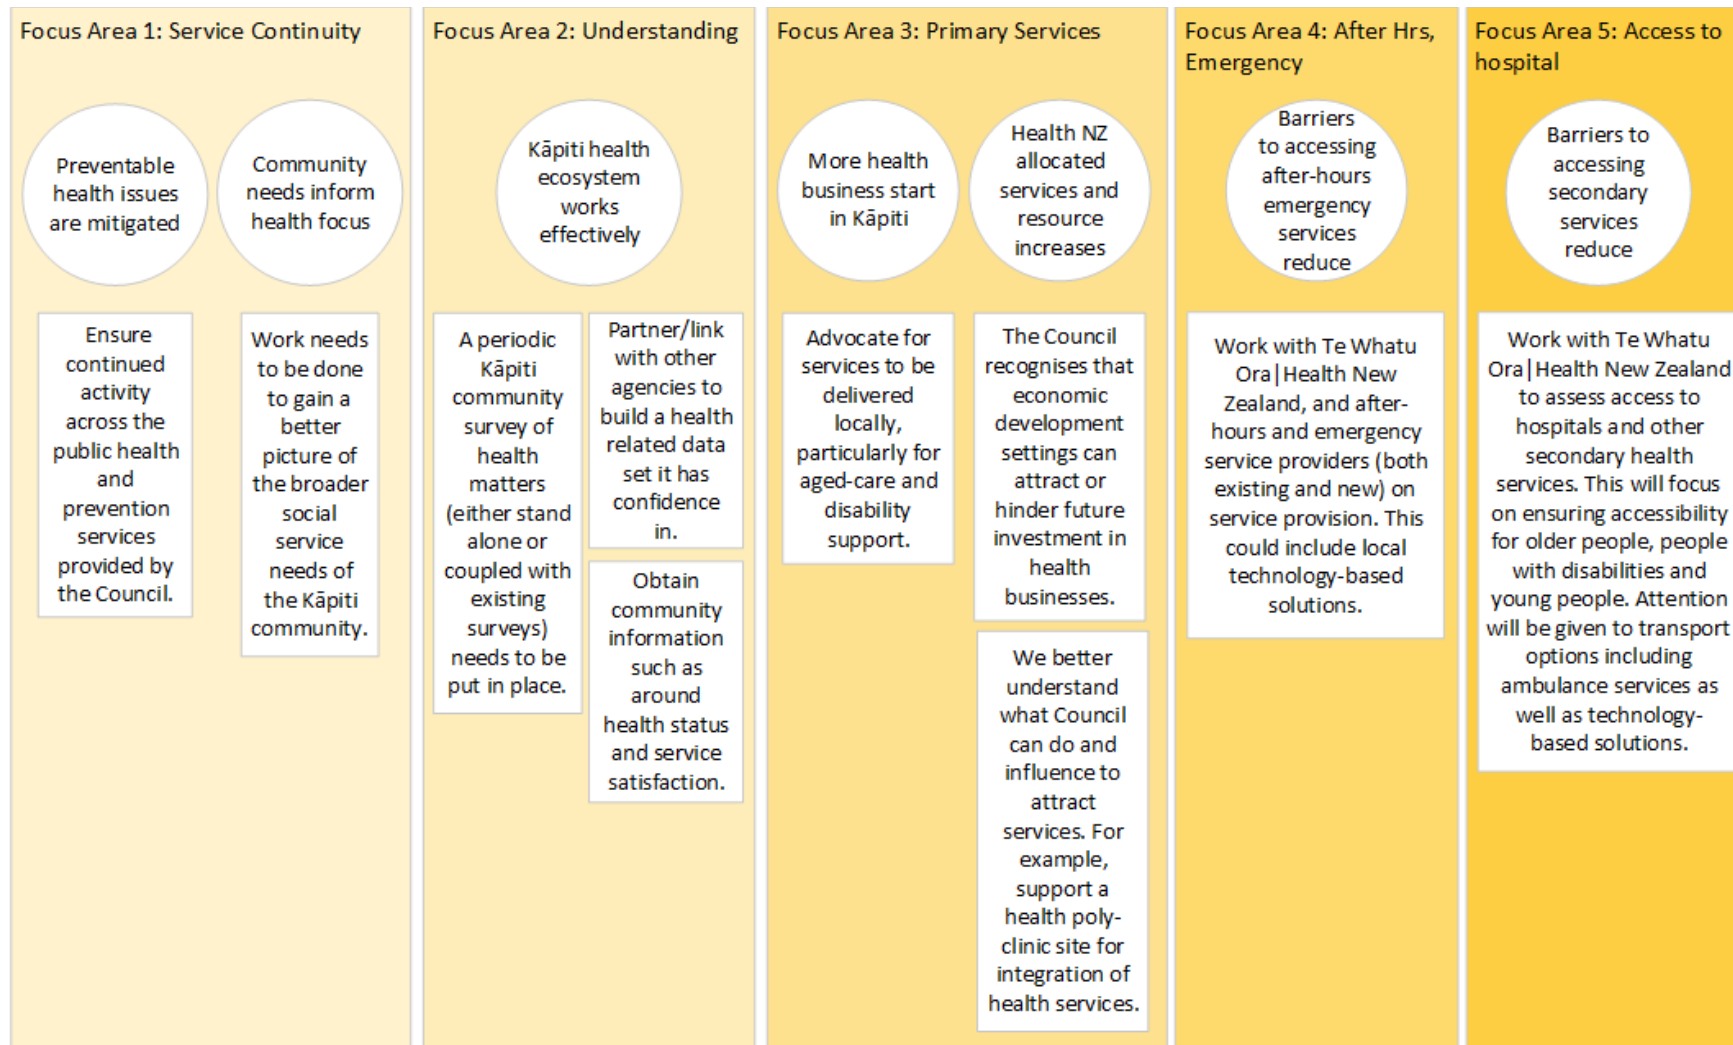 Focus Area 1: Service Continuity
Preventable
health issues
are mitigated
Community
needs inform
health focus
Ensure
continued
activity
across the
public health
and
prevention
services
provided by
the Council.
Work needs
to be done
to gain a
better
picture of
the broader
social
service
needs of
the Kāpiti
community.
Focus Area 2: Understanding
Kāpiti health
ecosystem
works
effectively
A periodic
Kāpiti
community
survey of
health
matters
(either stand
alone or
coupled with
existing
surveys)
needs to be
put in place.
Partner/link
with other
agencies to
build a health
related data
set it has
confidence
in.
Obtain
community
information
such as
around
health status
and service
satisfaction.
Focus Area 3: Primary Services
More health
business start
in Kāpiti
Health NZ
allocated
services and
resource
increases
Advocate for
services to be
delivered
locally,
particularly for
aged-care and
disability
support.
The Council
recognises that
economic
development
settings can
attract or
hinder future
investment in
health
businesses.
We better
understand
what Council
can do and
influence to
attract
services. For
example,
support a
health poly-
clinic site for
integration of
health services.
Focus Area 4: After Hrs,
Emergency
Barriers
to accessing
after-hours
emergency
services
reduce
Work with Te Whatu
Ora|Health New
Zealand, and after-
hours and emergency
service providers (both
existing and new) on
service provision. This
could include local
technology-based
solutions.
Focus Area 5: Access to
hospital
Barriers to
accessing
secondary
services
reduce
Work with Te Whatu
Ora|Health New Zealand
to assess access to
hospitals and other
secondary health
services. This will focus
on ensuring accessibility
for older people, people
with disabilities and
young people. Attention
will be given to transport
options including
ambulance services as
well as technology-
based solutions.